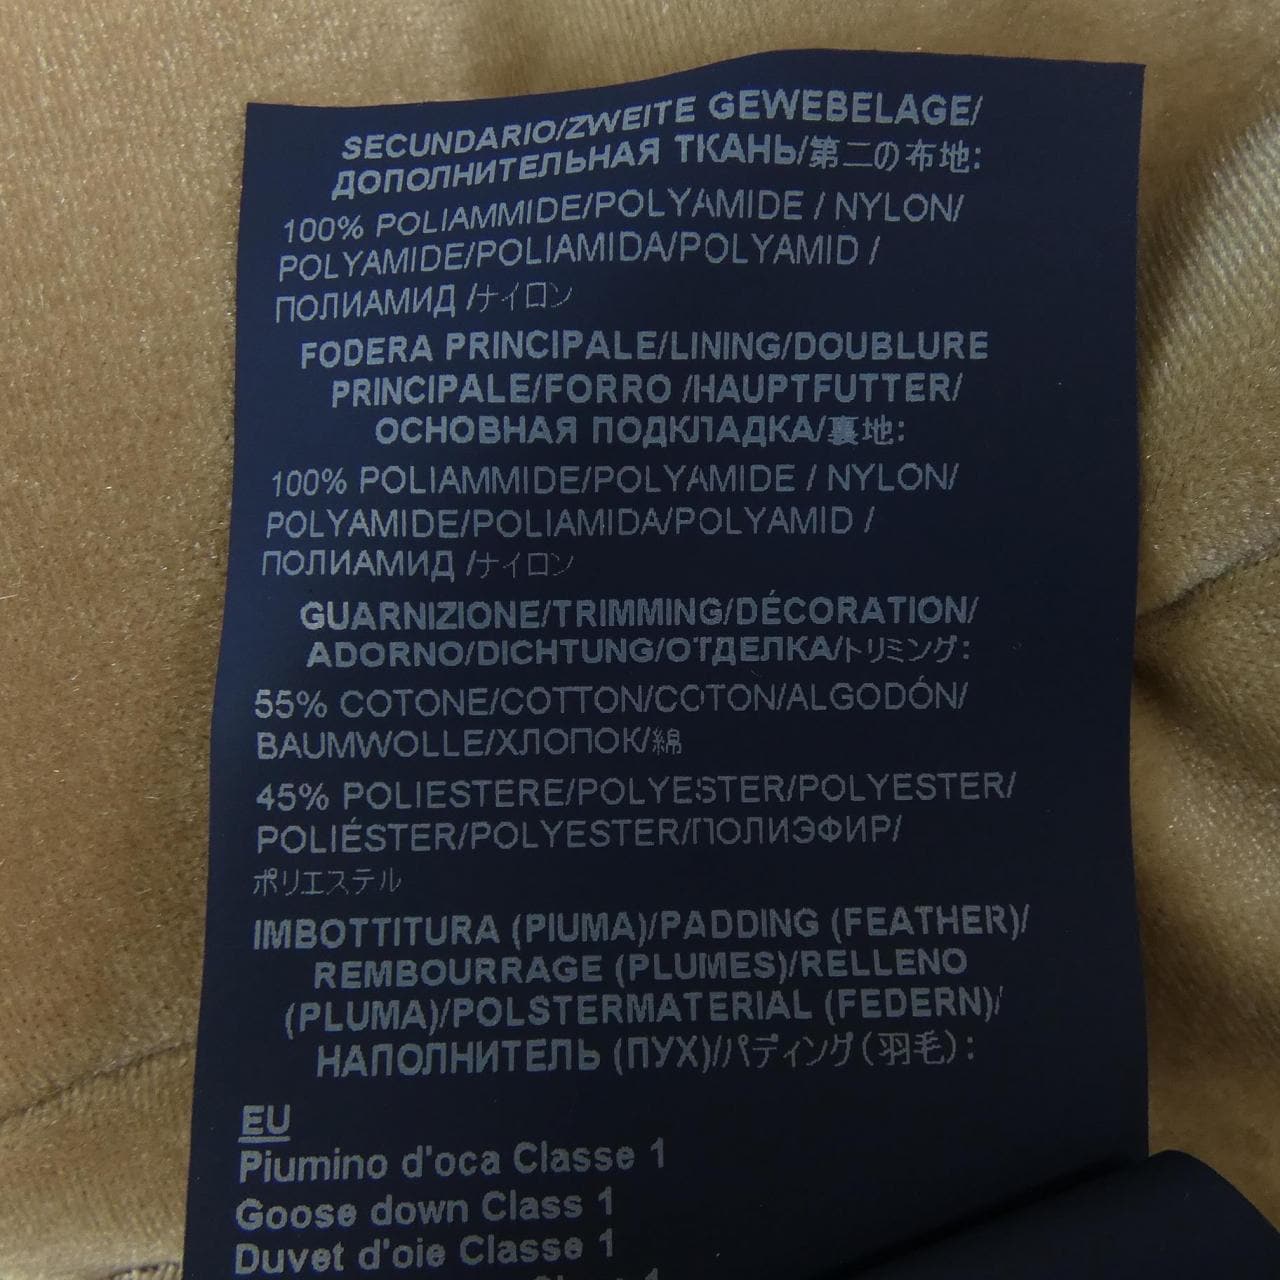 SECUNDARIO/ZWEITE GEWEBELAGE/
ДОПОЛНИТЕЛЬНАЯ ТКАНЬ/第二の布地:
100% POLIAMMIDE/POLYAMIDE / NYLON/
POLYAMIDE/POLIAMIDA/POLYAMID /
ПОЛИАМИД /ナイロン
FODERA PRINCIPALE/LINING/DOUBLURE
PRINCIPALE/FORRO /HAUPTFUTTER/
ОСНОВНАЯ ПОДКЛАДКА/裏地:
100% POLIAMMIDE/POLYAMIDE / NYLON/
POLYAMIDE/POLIAMIDA/POLYAMID /
ПОЛИАМИД /ナイロン
GUARNIZIONE/TRIMMING/DÉCORATION/
ADORNO/DICHTUNG/ОТДЕЛКА/トリミング:
55% COTONE/COTTON/COTON/ALGODÓN/
BAUMWOLLE/ХЛОПОК/綿
45% POLIESTERE/POLYESTER/POLYESTER/
POLIÉSTER/POLYESTER/ПОЛИЭФИР/
ポリエステル
IMBOTTITURA (PIUMA)/PADDING (FEATHER)/
REMBOURRAGE (PLUMES)/RELLENO
(PLUMA)/POLSTERMATERIAL (FEDERN)/
НАПОЛНИТЕЛЬ (ПУХ)/パディング(羽毛):
EU
Piumino d'oca Classe 1
Goose down Class 1
Duvet d'oie Classe 1